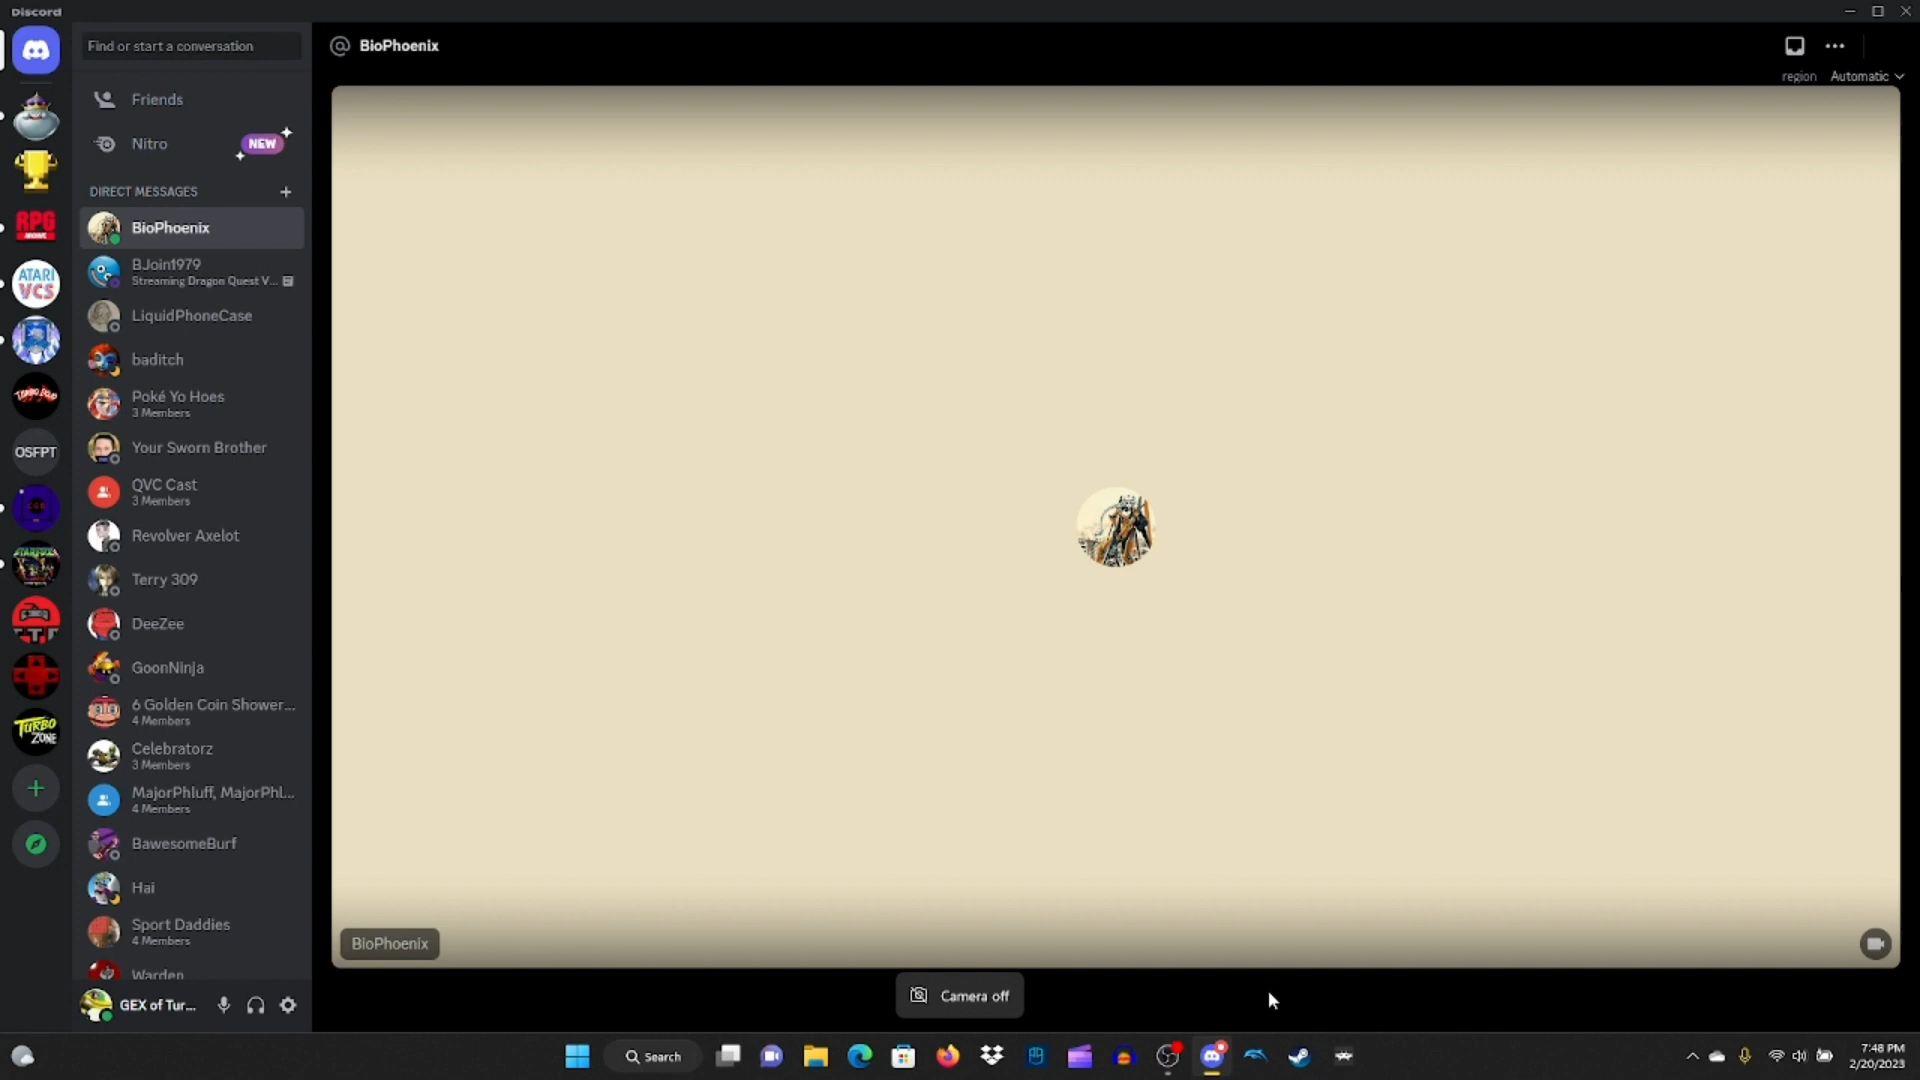 Discord
Find or start a conversation
BioPhoenix
region Automatic
Friends
Nitro
NEW
DIRECT MESSAGES
BioPhoenix
BJoin1979
Streaming Dragon Quest V...
LiquidPhoneCase
baditch
Poké Yo Hoes
3 Members
Your Sworn Brother
QVC Cast
3 Members
Revolver Axelot
Terry 309
DeeZee
GoonNinja
6 Golden Coin Shower...
4 Members
Celebratorz
3 Members
MajorPhluff, MajorPhl...
4 Members
BawesomeBurf
Hai
Sport Daddies
4 Members
Warden
GEX of Tur...
RPG
ATARI
VCS
OSFPT
TURBO
ZONE
BioPhoenix
Camera off
Search
7:48 PM
2/20/2023